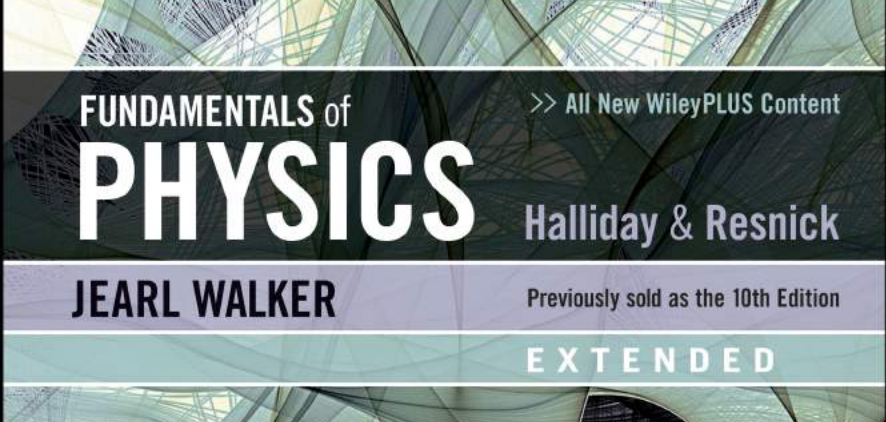 FUNDAMENTALS of
PHYSICS
>> All New WileyPLUS Content
Halliday & Resnick
JEARL WALKER
Previously sold as the 10th Edition
EXTENDED